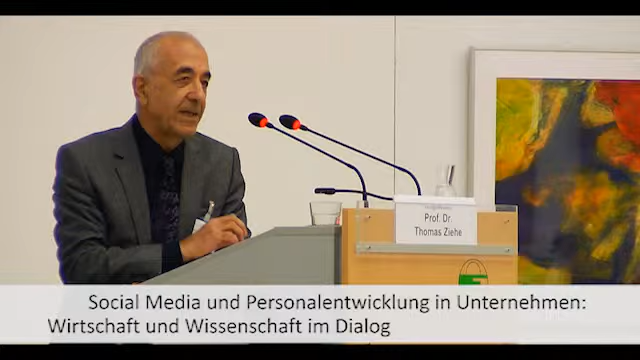 Prof. Dr.
Thomas Ziehe
Social Media und Personalentwicklung in Unternehmen:
Wirtschaft und Wissenschaft im Dialog